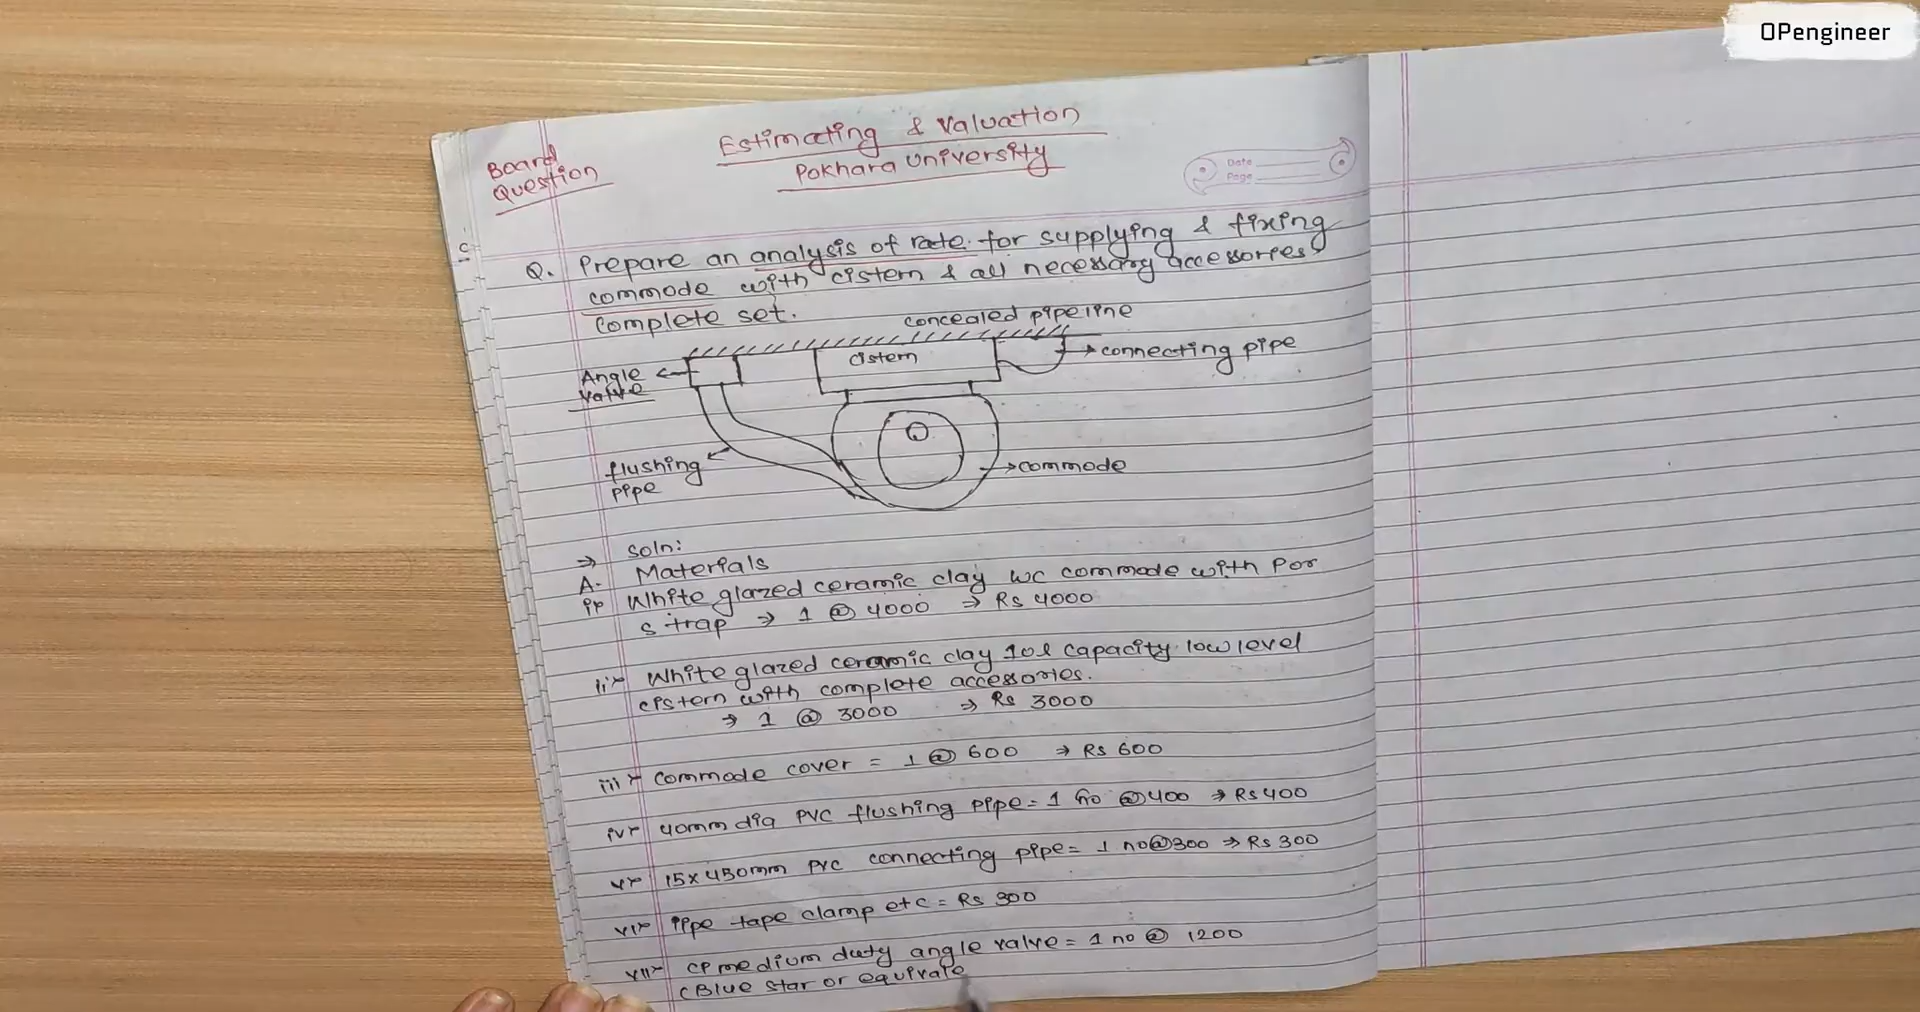 OPengineer
Estimating & Valuation
Pokhara University
Board
Question
Date
Page
Q. Prepare an analysis of rate for supplying & fixing
commode with cistern & all necessary accessories
complete set.
concealed pipeline
cistern
connecting pipe
Angle
valve
flushing
pipe
commode
⇒ Soln:
A. Materials
i> White glazed ceramic clay wc commode with P or
S trap → 1 @ 4000 ⇒ Rs 4000
ii> White glazed ceramic clay 10l capacity low level
cistern with complete accessories.
→ 1 @ 3000 ⇒ Rs 3000
iii> commode cover = 1 @ 600 → Rs 600
iv> 40mm dia PVC flushing pipe = 1 no @ 400 → Rs 400
v> 15x450mm PVC connecting pipe = 1 no @ 300 → Rs 300
vi> Pipe tape clamp etc = Rs 300
vii> CP medium duty angle valve = 1 no @ 1200
(Blue star or equivale